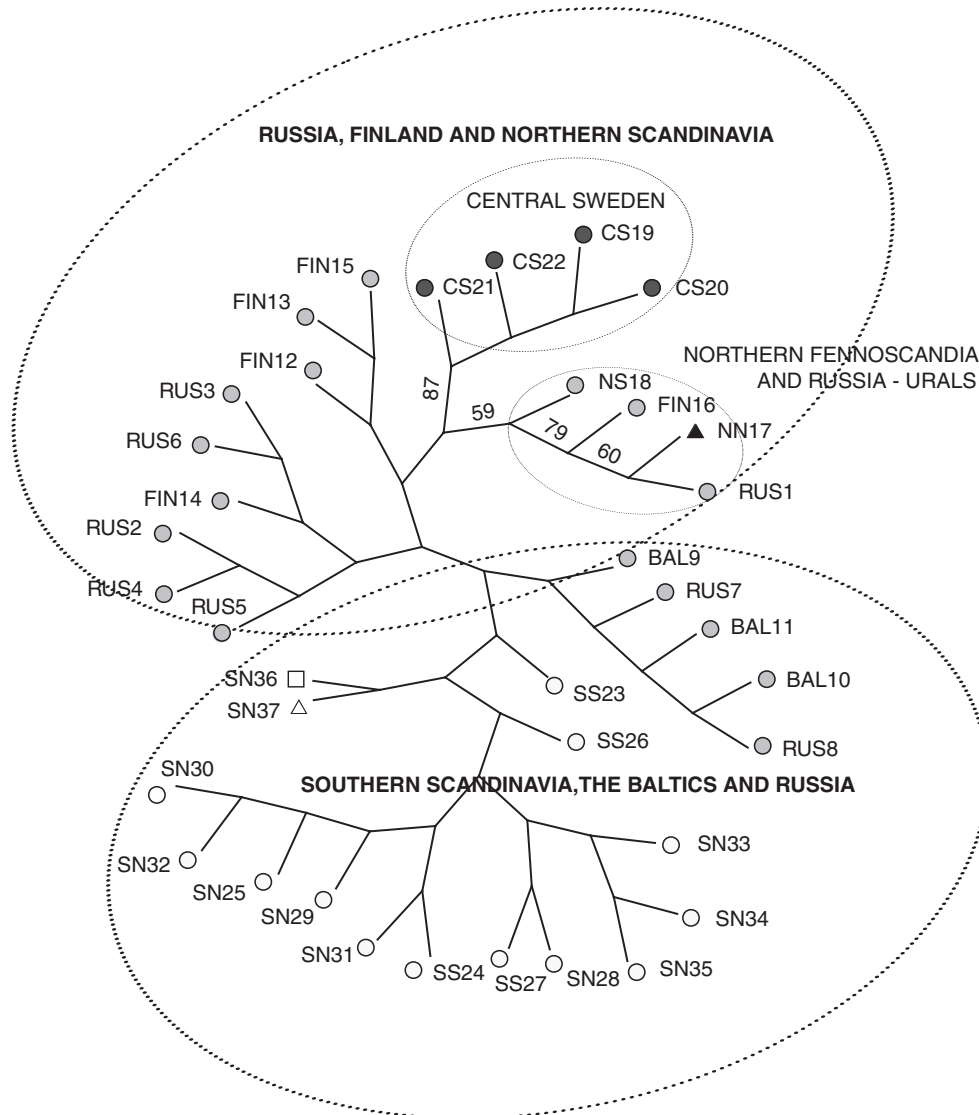 RUSSIA, FINLAND AND NORTHERN SCANDINAVIA
CENTRAL SWEDEN
CS19
CS22
FIN15
CS21
CS20
FIN13
NORTHERN FENNOSCANDIA
AND RUSSIA - URALS
FIN12
87
NS18
RUS3
59
FIN16
79
NN17
RUS6
60
RUS1
FIN14
RUS2
BAL9
RUS4
RUS7
RUS5
BAL11
SN36
BAL10
SN37
SS23
SS26
RUS8
SN30
SOUTHERN SCANDINAVIA,THE BALTICS AND RUSSIA
SN33
SN32
SN25
SN29
SN34
SN31
SS24
SS27
SN28
SN35